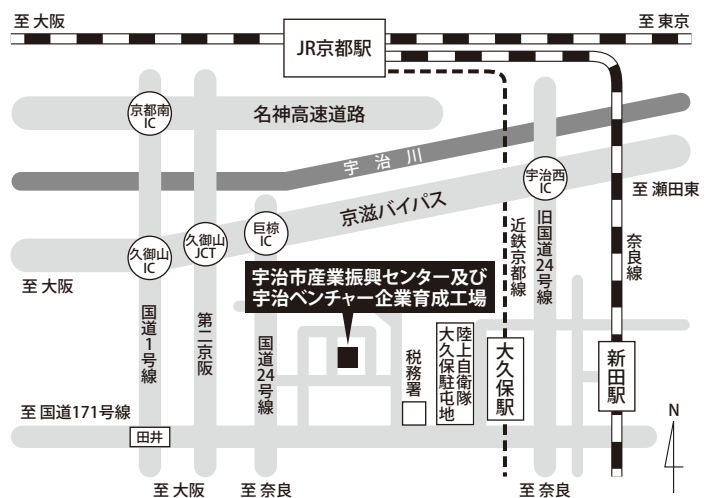 至 大阪
至 東京
JR京都駅
京都南
IC
名神高速道路
宇治川
宇治西
IC
至 瀬田東
京滋バイパス
巨椋
IC
久御山
JCT
久御山
IC
近鉄京都線
旧国道24号線
奈良線
至 大阪
宇治市産業振興センター及び
宇治ベンチャー企業育成工場
国道1号線
第二京阪
国道24号線
税務署
陸上自衛隊
大久保駐屯地
大久保駅
新田駅
至 国道171号線
田井
N
至 大阪
至 奈良
至 奈良